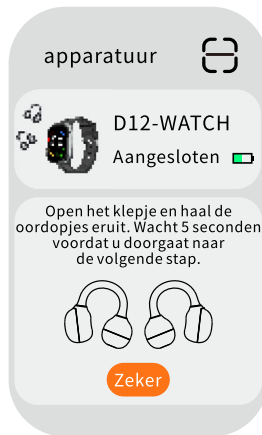 apparatuur
D12-WATCH
Aangesloten
Open het klepje en haal de
oordopjes eruit. Wacht 5 seconden
voordat u doorgaat naar
de volgende stap.
Zeker